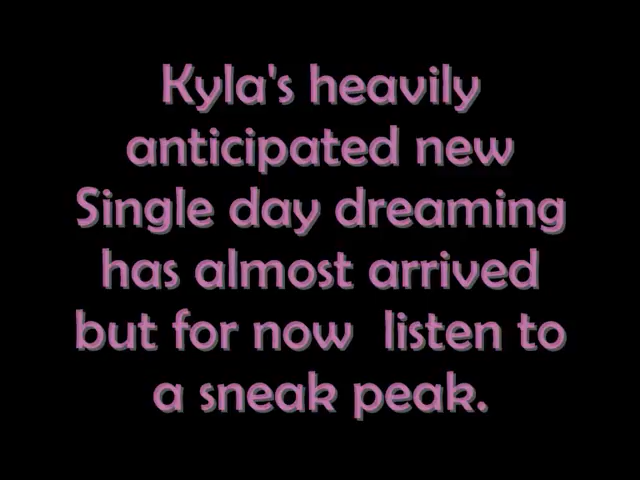 Kyla's heavily
anticipated new
Single day dreaming
has almost arrived
but for now  listen to
a sneak peak.